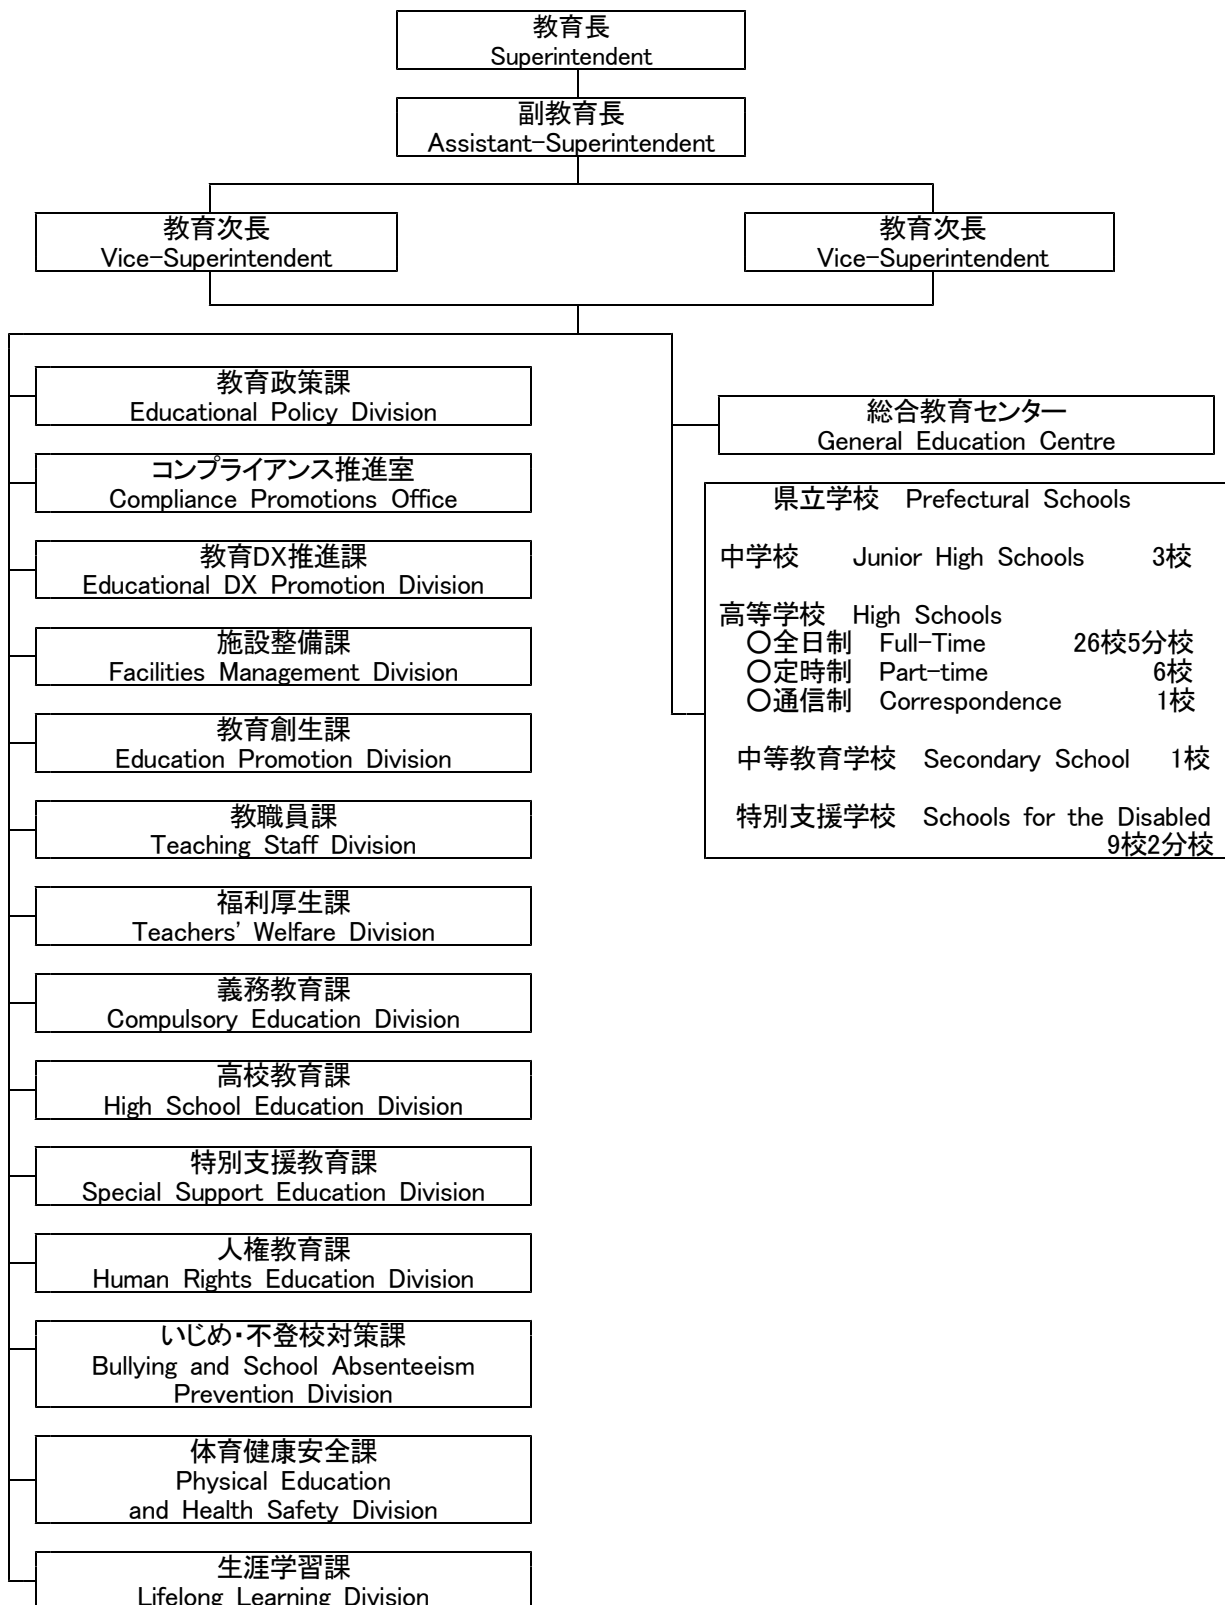 教育長
Superintendent
副教育長
Assistant-Superintendent
教育次長
Vice-Superintendent
教育次長
Vice-Superintendent
教育政策課
Educational Policy Division
コンプライアンス推進室
Compliance Promotions Office
教育DX推進課
Educational DX Promotion Division
施設整備課
Facilities Management Division
教育創生課
Education Promotion Division
教職員課
Teaching Staff Division
福利厚生課
Teachers' Welfare Division
義務教育課
Compulsory Education Division
高校教育課
High School Education Division
特別支援教育課
Special Support Education Division
人権教育課
Human Rights Education Division
いじめ・不登校対策課
Bullying and School Absenteeism
Prevention Division
体育健康安全課
Physical Education
and Health Safety Division
生涯学習課
Lifelong Learning Division
総合教育センター
General Education Centre
県立学校 Prefectural Schools
中学校 Junior High Schools 3校
高等学校 High Schools
〇全日制 Full-Time 26校5分校
〇定時制 Part-time 6校
〇通信制 Correspondence 1校
中等教育学校 Secondary School 1校
特別支援学校 Schools for the Disabled
9校2分校